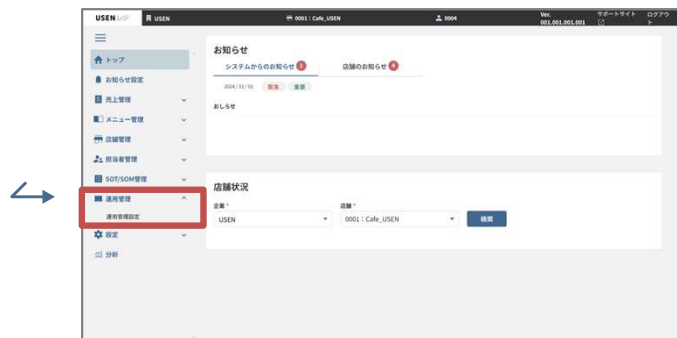 USENレジ USEN 0001 : Cafe_USEN 0004 Ver. 001.001.001.001 サポートサイト ログアウト
トップ
お知らせ設定
売上管理
メニュー管理
店舗管理
担当者管理
SOT/SOM管理
運用管理
運用管理設定
設定
分析
お知らせ
システムからのお知らせ 1 店舗のお知らせ 4
緊急 重要
おしらせ
店舗状況
企業 * 店舗 *
USEN 0001 : Cafe_USEN 検索